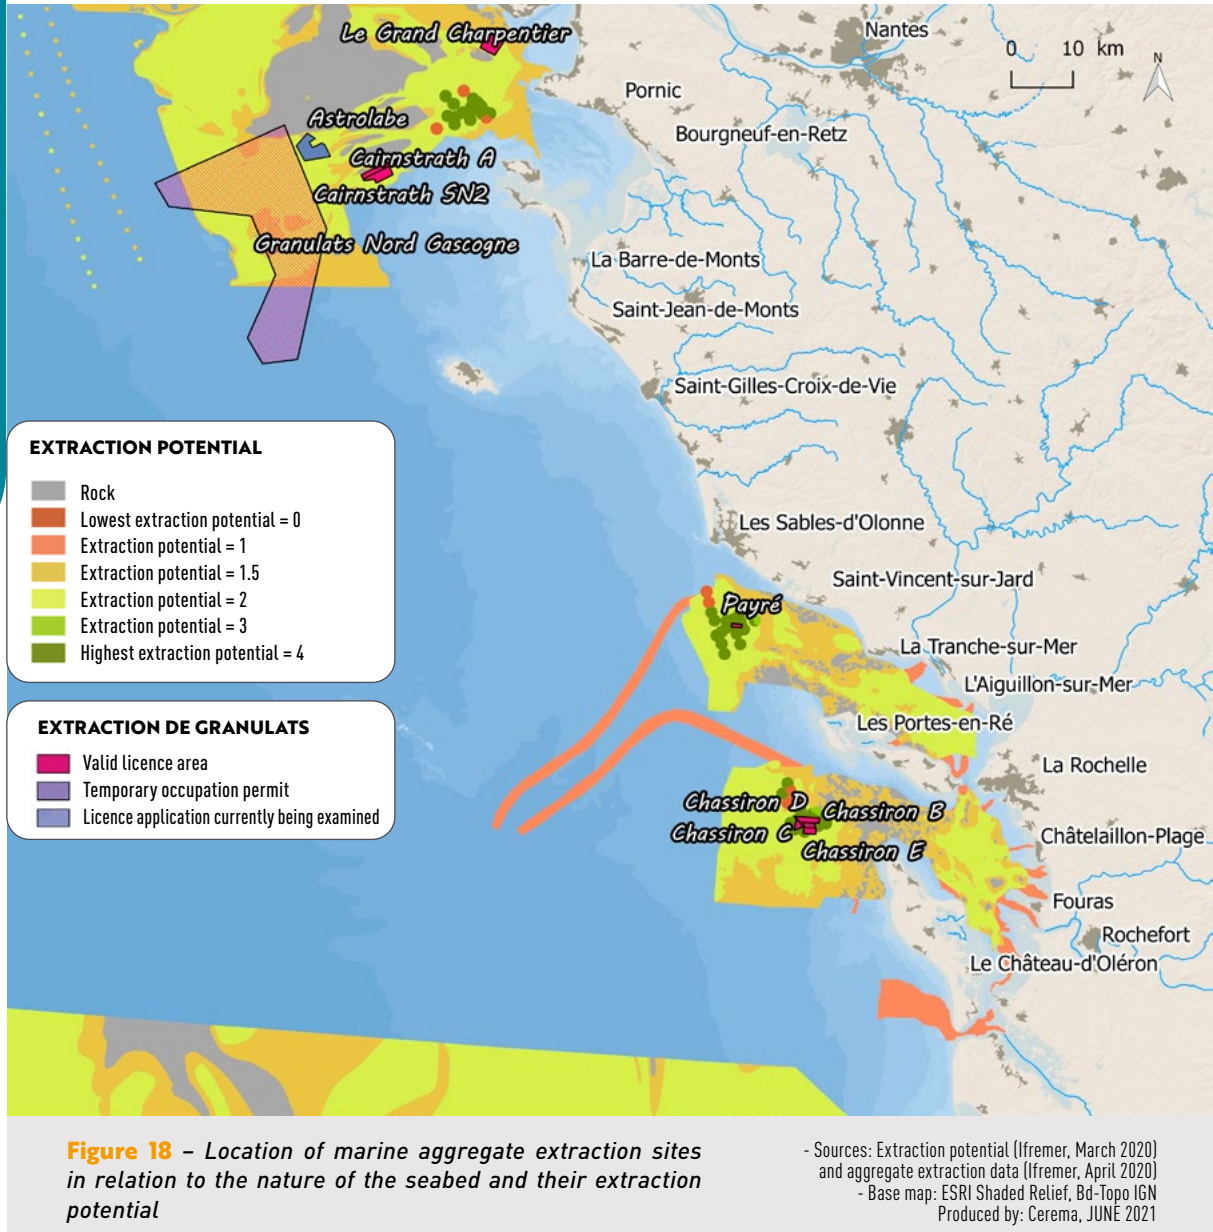 Le Grand Charpentier
Nantes
0 10 km
N
Pornic
Astrolabe
Bourgneuf-en-Retz
Cairnstrath A
Cairnstrath SN2
Granulats Nord Gascogne
La Barre-de-Monts
Saint-Jean-de-Monts
Saint-Gilles-Croix-de-Vie
EXTRACTION POTENTIAL
Rock
Lowest extraction potential = 0
Extraction potential = 1
Extraction potential = 1.5
Extraction potential = 2
Extraction potential = 3
Highest extraction potential = 4
EXTRACTION DE GRANULATS
Valid licence area
Temporary occupation permit
Licence application currently being examined
Les Sables-d'Olonne
Saint-Vincent-sur-Jard
Payré
La Tranche-sur-Mer
L'Aiguillon-sur-Mer
Les Portes-en-Ré
La Rochelle
Chassiron D
Chassiron B
Chassiron C
Chassiron E
Châtelaillon-Plage
Fouras
Rochefort
Le Château-d'Oléron
Figure 18 – Location of marine aggregate extraction sites
in relation to the nature of the seabed and their extraction
potential
- Sources: Extraction potential (Ifremer, March 2020)
and aggregate extraction data (Ifremer, April 2020)
- Base map: ESRI Shaded Relief, Bd-Topo IGN
Produced by: Cerema, JUNE 2021